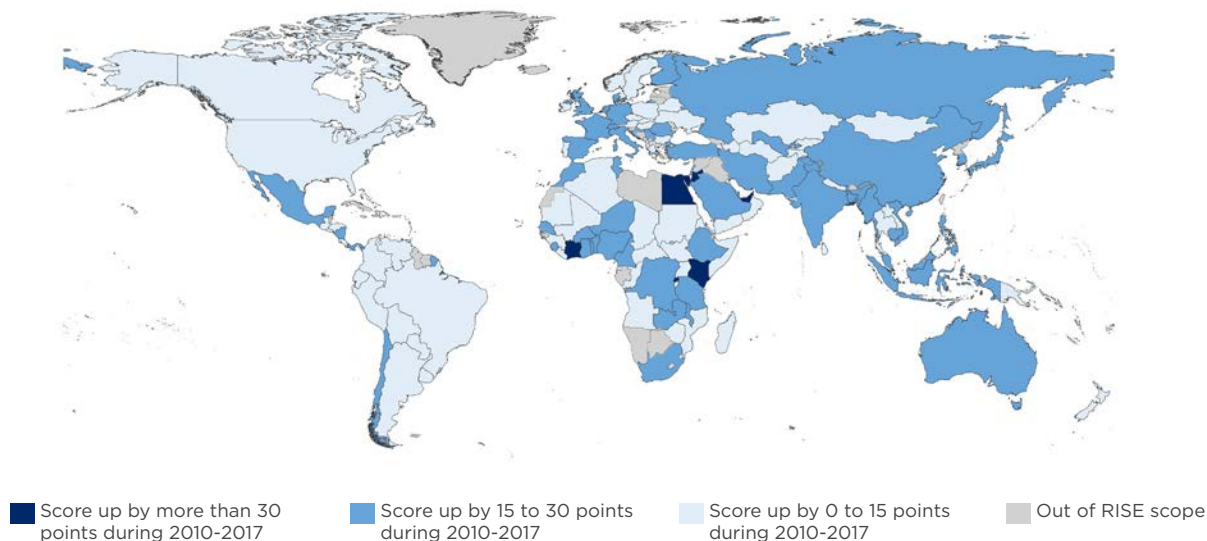 Score up by more than 30
points during 2010-2017
Score up by 15 to 30 points
during 2010-2017
Score up by 0 to 15 points
during 2010-2017
Out of RISE scope